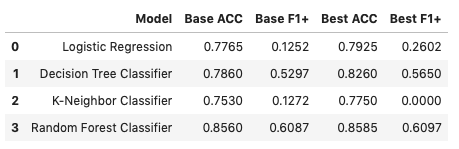 Model Base ACC Base F1+ Best ACC Best F1+
0 Logistic Regression 0.7765 0.1252 0.7925 0.2602
1 Decision Tree Classifier 0.7860 0.5297 0.8260 0.5650
2 K-Neighbor Classifier 0.7530 0.1272 0.7750 0.0000
3 Random Forest Classifier 0.8560 0.6087 0.8585 0.6097